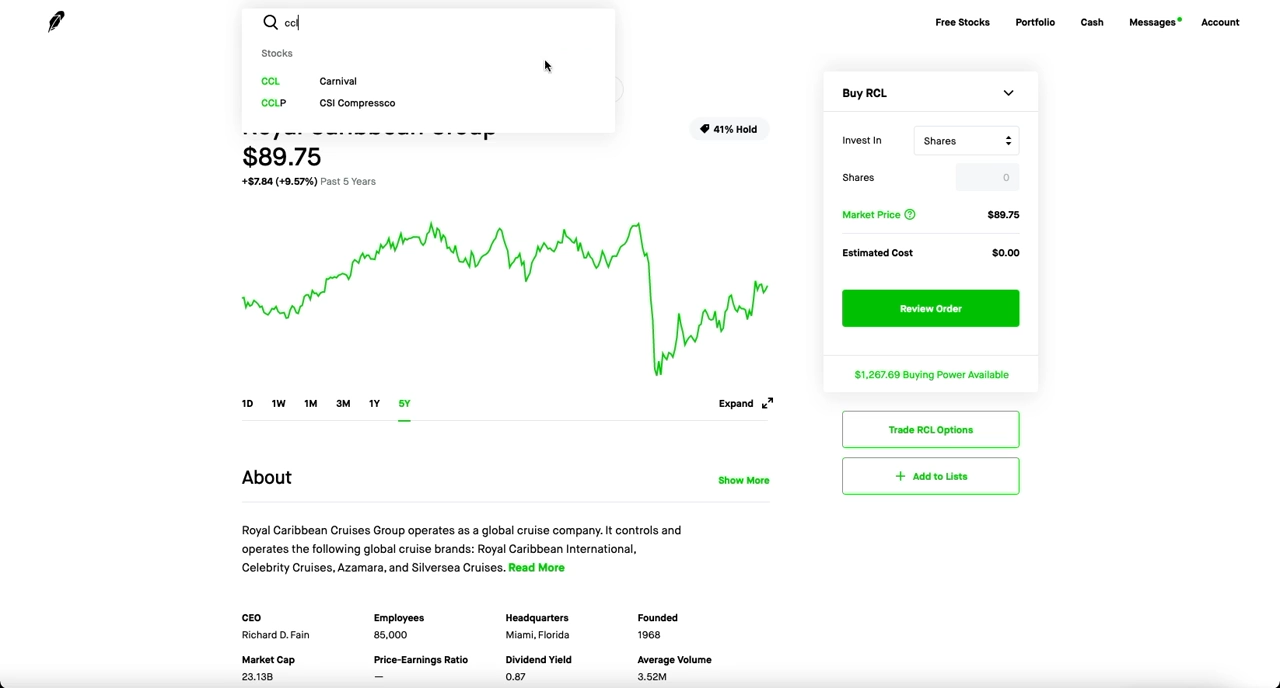 ccl
Free Stocks Portfolio Cash Messages Account
Stocks
CCL Carnival
CCLP CSI Compressco
Royal Caribbean Group
41% Hold
$89.75
+$7.84 (+9.57%) Past 5 Years
1D 1W 1M 3M 1Y 5Y
Expand
Buy RCL
Invest In Shares
Shares 0
Market Price ? $89.75
Estimated Cost $0.00
Review Order
$1,267.69 Buying Power Available
Trade RCL Options
+ Add to Lists
About
Show More
Royal Caribbean Cruises Group operates as a global cruise company. It controls and
operates the following global cruise brands: Royal Caribbean International,
Celebrity Cruises, Azamara, and Silversea Cruises. Read More
CEO Employees Headquarters Founded
Richard D. Fain 85,000 Miami, Florida 1968
Market Cap Price-Earnings Ratio Dividend Yield Average Volume
23.13B — 0.87 3.52M